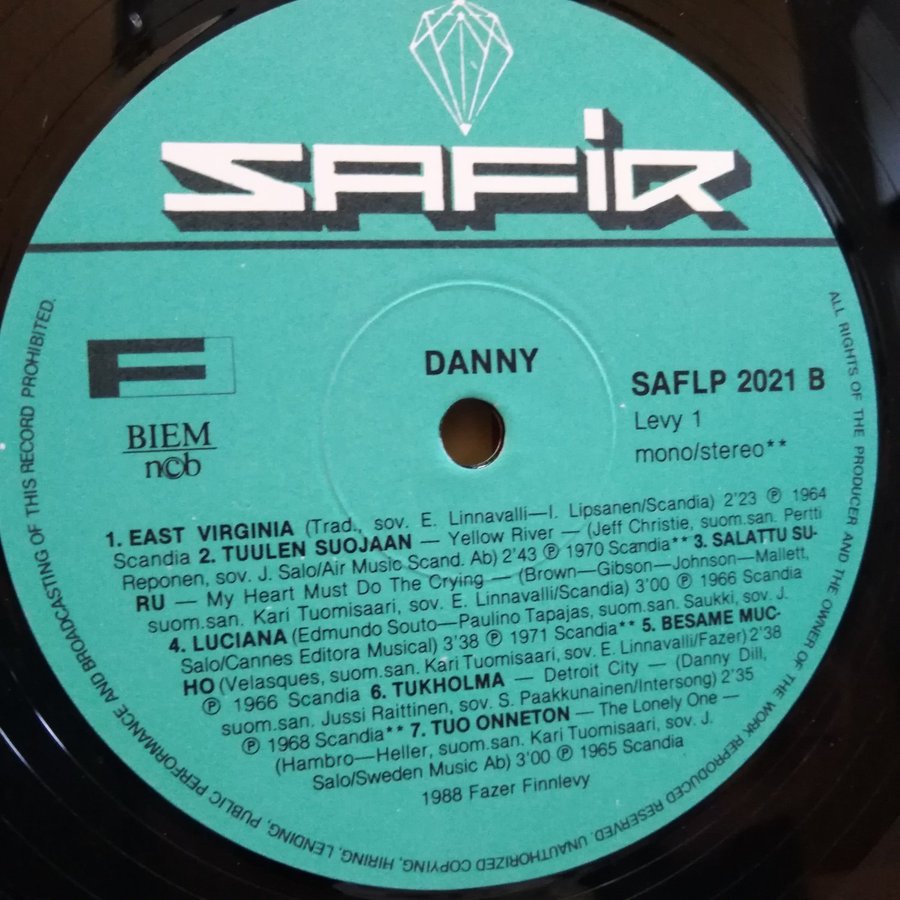 SAFIR
DANNY
SAFLP 2021 B
Levy 1
mono/stereo**
F
BIEM
n©b
1. EAST VIRGINIA (Trad., sov. E. Linnavalli—I. Lipsanen/Scandia) 2'23 ℗ 1964
Scandia 2. TUULEN SUOJAAN — Yellow River — (Jeff Christie, suom.san. Pertti
Reponen, sov. J. Salo/Air Music Scand. Ab) 2'43 ℗ 1970 Scandia** 3. SALATTU SU-
RU — My Heart Must Do The Crying — (Brown—Gibson—Johnson—Mallett,
suom.san. Kari Tuomisaari, sov. E. Linnavalli/Scandia) 3'00 ℗ 1966 Scandia
4. LUCIANA (Edmundo Souto—Paulino Tapajas, suom.san. Saukki, sov. J.
Salo/Cannes Editora Musical) 3'38 ℗ 1971 Scandia** 5. BESAME MUC-
HO (Velasques, suom.san. Kari Tuomisaari, sov. E. Linnavalli/Fazer) 2'38
℗ 1966 Scandia 6. TUKHOLMA — Detroit City — (Danny Dill,
suom.san. Jussi Raittinen, sov. S. Paakkunainen/Intersong) 2'35
℗ 1968 Scandia** 7. TUO ONNETON — The Lonely One —
(Hambro—Heller, suom.san. Kari Tuomisaari, sov. J.
Salo/Sweden Music Ab) 3'00 ℗ 1965 Scandia
1988 Fazer Finnlevy
ALL RIGHTS OF THE PRODUCER AND THE OWNER OF THE WORK REPRODUCED RESERVED. UNAUTHORIZED COPYING, HIRING, LENDING, PUBLIC PERFORMANCE AND BROADCASTING OF THIS RECORD PROHIBITED.